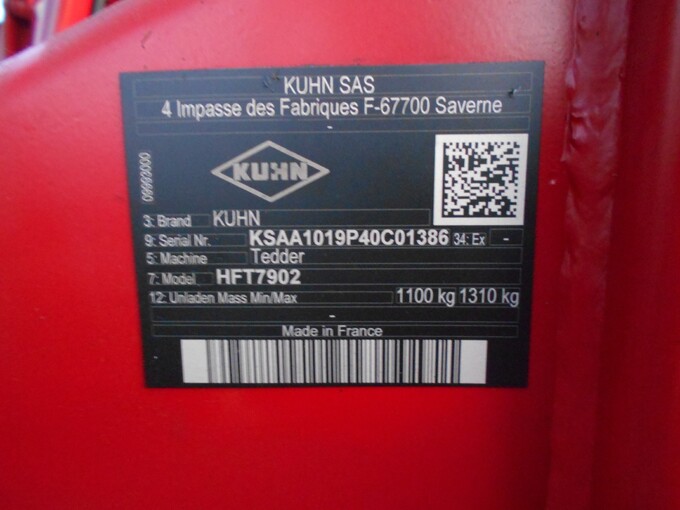 KUHN SAS
4 Impasse des Fabriques F-67700 Saverne
KUHN
3: Brand KUHN
9: Serial Nr. KSAA1019P40C01386 34: Ex -
5: Machine Tedder
7: Model HFT7902
12: Unladen Mass Min/Max 1100 kg 1310 kg
-
Made in France